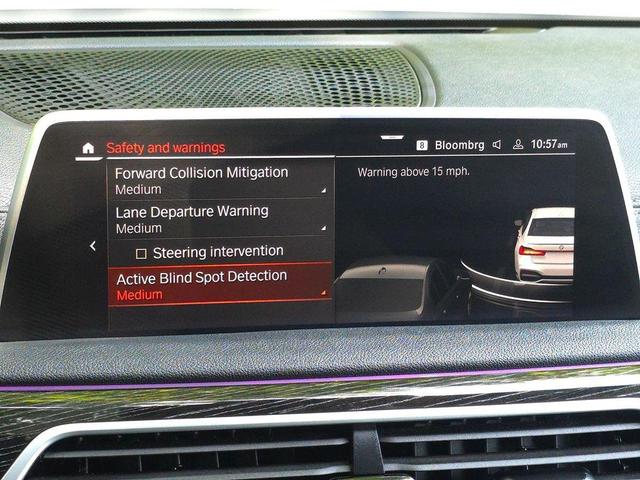 Safety and warnings
8 Bloombrg 10:57am
Forward Collision Mitigation
Medium
Lane Departure Warning
Medium
Steering intervention
Active Blind Spot Detection
Medium
Warning above 15 mph.